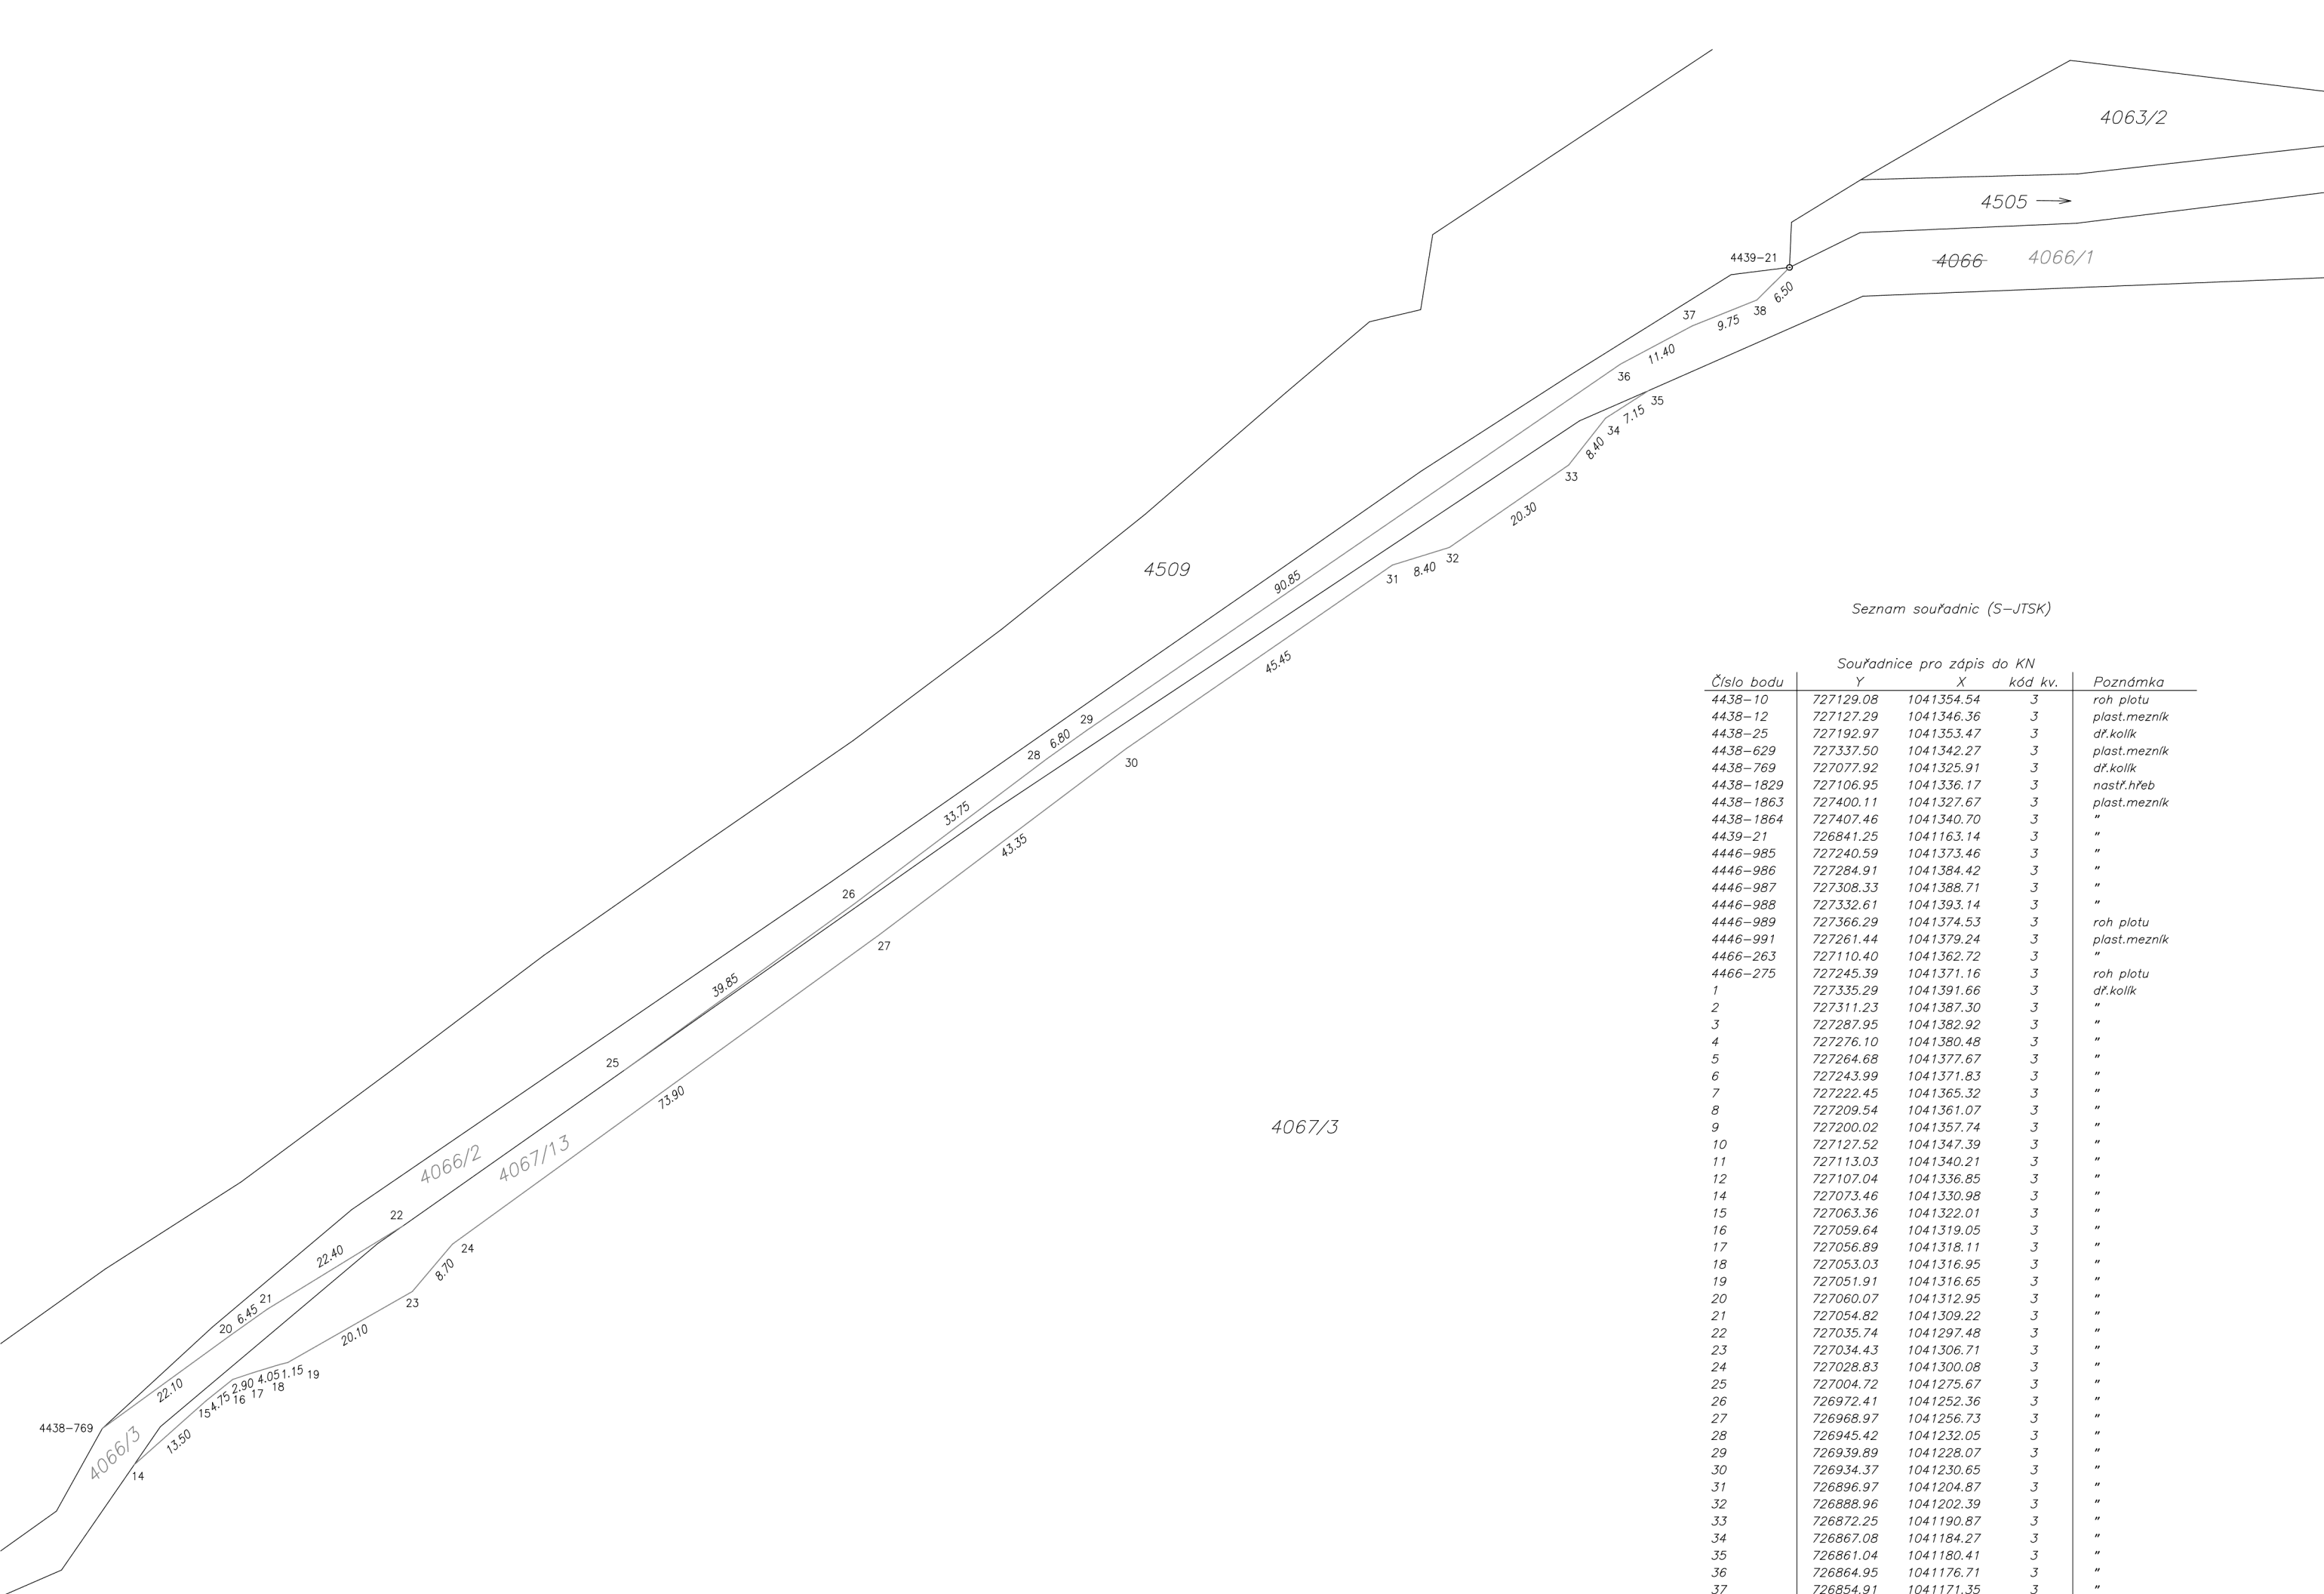 4063/2
4505
4439-21
4066 4066/1
6.50
37
38
9.75
11.40
36
35
7.15
34
8.40
33
20.30
32
8.40
31
4509
90.85
45.45
29
6.80
28
30
33.75
43.35
26
27
39.85
25
73.90
4067/3
4066/2
4067/13
22
24
22.40
8.70
21
23
6.45
20
20.10
1.15
19
4.05
18
2.90
17
16
4.75
15
22.10
4438-769
13.50
4066/3
14
Seznam souřadnic (S-JTSK)
Souřadnice pro zápis do KN
Číslo bodu Y X kód kv. Poznámka
4438-10 727129.08 1041354.54 3 roh plotu
4438-12 727127.29 1041346.36 3 plast.mezník
4438-25 727192.97 1041353.47 3 dř.kolík
4438-629 727337.50 1041342.27 3 plast.mezník
4438-769 727077.92 1041325.91 3 dř.kolík
4438-1829 727106.95 1041336.17 3 nastř.hřeb
4438-1863 727400.11 1041327.67 3 plast.mezník
4438-1864 727407.46 1041340.70 3 "
4439-21 726841.25 1041163.14 3 "
4446-985 727240.59 1041373.46 3 "
4446-986 727284.91 1041384.42 3 "
4446-987 727308.33 1041388.71 3 "
4446-988 727332.61 1041393.14 3 "
4446-989 727366.29 1041374.53 3 roh plotu
4446-991 727261.44 1041379.24 3 plast.mezník
4466-263 727110.40 1041362.72 3 "
4466-275 727245.39 1041371.16 3 roh plotu
1 727335.29 1041391.66 3 dř.kolík
2 727311.23 1041387.30 3 "
3 727287.95 1041382.92 3 "
4 727276.10 1041380.48 3 "
5 727264.68 1041377.67 3 "
6 727243.99 1041371.83 3 "
7 727222.45 1041365.32 3 "
8 727209.54 1041361.07 3 "
9 727200.02 1041357.74 3 "
10 727127.52 1041347.39 3 "
11 727113.03 1041340.21 3 "
12 727107.04 1041336.85 3 "
14 727073.46 1041330.98 3 "
15 727063.36 1041322.01 3 "
16 727059.64 1041319.05 3 "
17 727056.89 1041318.11 3 "
18 727053.03 1041316.95 3 "
19 727051.91 1041316.65 3 "
20 727060.07 1041312.95 3 "
21 727054.82 1041309.22 3 "
22 727035.74 1041297.48 3 "
23 727034.43 1041306.71 3 "
24 727028.83 1041300.08 3 "
25 727004.72 1041275.67 3 "
26 726972.41 1041252.36 3 "
27 726968.97 1041256.73 3 "
28 726945.42 1041232.05 3 "
29 726939.89 1041228.07 3 "
30 726934.37 1041230.65 3 "
31 726896.97 1041204.87 3 "
32 726888.96 1041202.39 3 "
33 726872.25 1041190.87 3 "
34 726867.08 1041184.27 3 "
35 726861.04 1041180.41 3 "
36 726864.95 1041176.71 3 "
37 726854.91 1041171.35 3 "